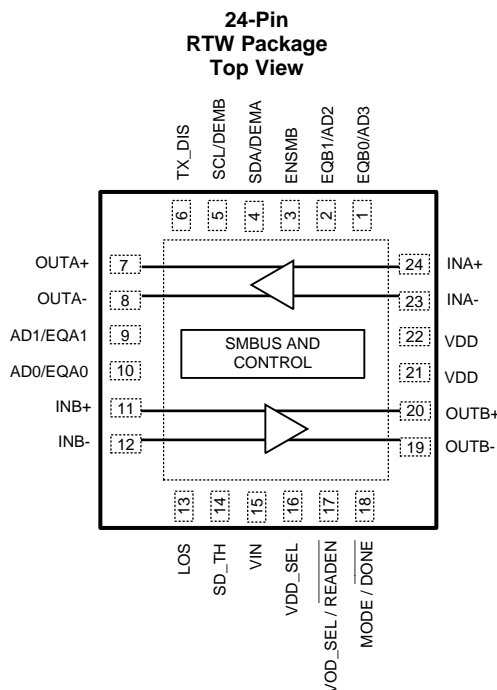 24-Pin
RTW Package
Top View
TX_DIS
SCL/DEMB
SDA/DEMA
ENSMB
EQB1/AD2
EQB0/AD3
6
5
4
3
2
1
OUTA+
7
24
INA+
OUTA-
8
23
INA-
AD1/EQA1
9
SMBUS AND
CONTROL
22
VDD
AD0/EQA0
10
21
VDD
INB+
11
20
OUTB+
INB-
12
19
OUTB-
13
14
15
16
17
18
LOS
SD_TH
VIN
VDD_SEL
VOD_SEL / READEN
MODE / DONE